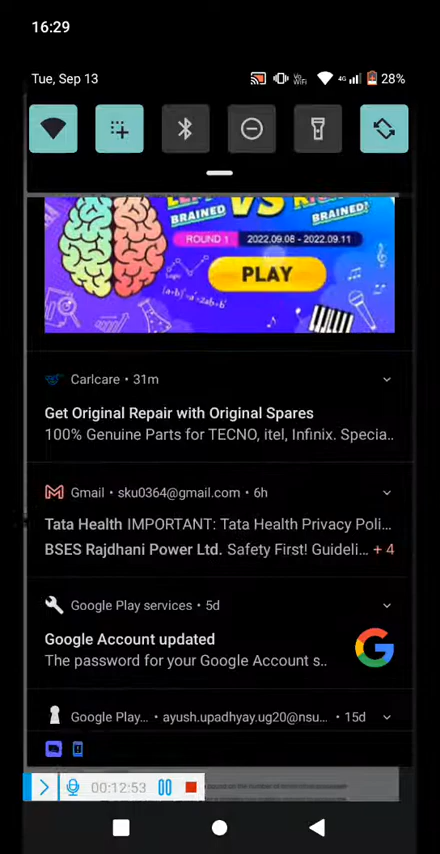 16:29
Tue, Sep 13
Vo
WiFi
4G
28%
BRAINED
VS
BRAINED?
ROUND 1
2022.09.08 - 2022.09.11
PLAY
Carlcare • 31m
Get Original Repair with Original Spares
100% Genuine Parts for TECNO, itel, Infinix. Specia..
Gmail • sku0364@gmail.com • 6h
Tata Health IMPORTANT: Tata Health Privacy Poli...
BSES Rajdhani Power Ltd. Safety First! Guideli... + 4
Google Play services • 5d
Google Account updated
The password for your Google Account s..
Google Play... • ayush.upadhyay.ug20@nsu... • 15d
00:12:53